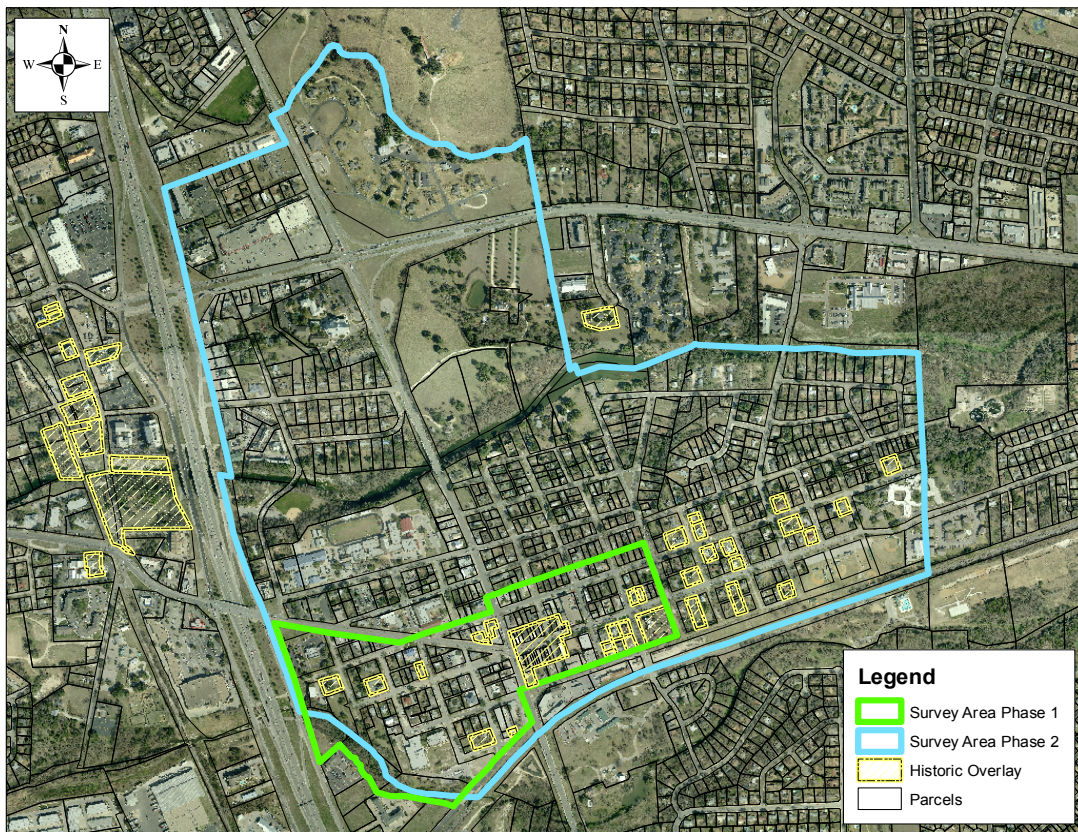 N
W E
S
Legend
Survey Area Phase 1
Survey Area Phase 2
Historic Overlay
Parcels